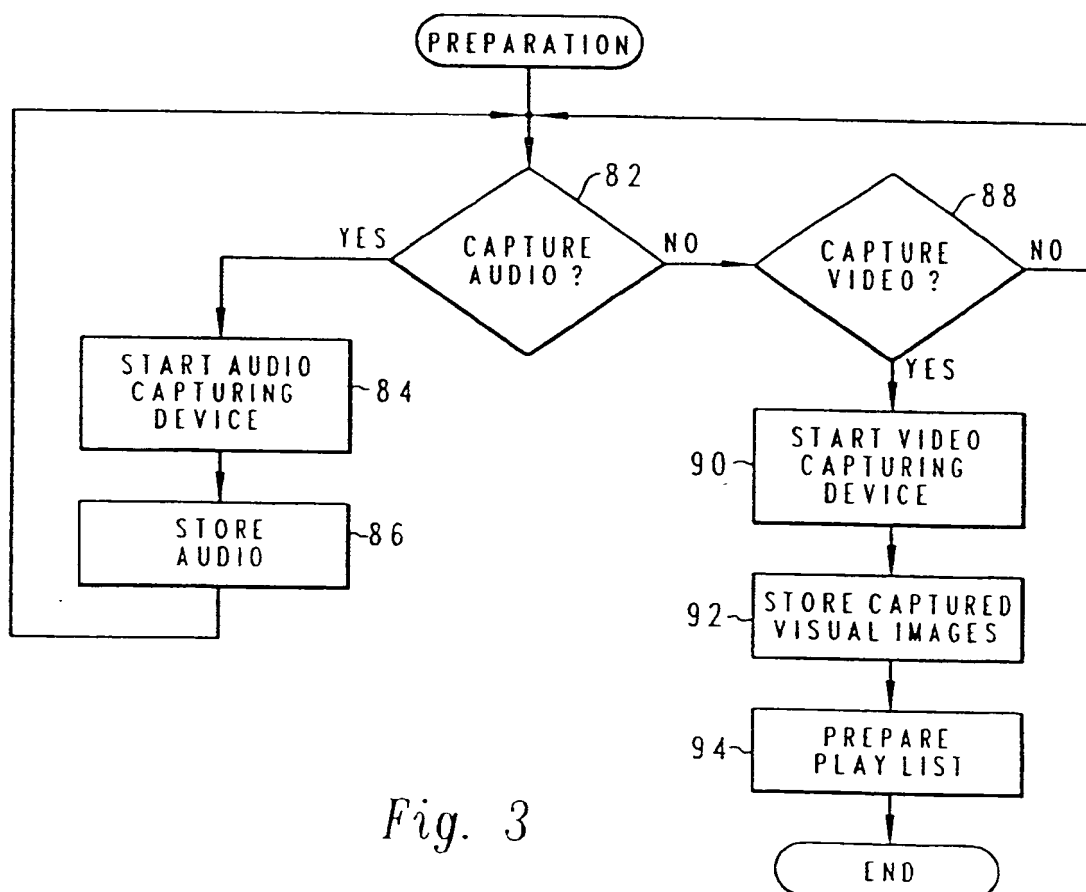 PREPARATION
82
CAPTURE
AUDIO ?
YES
NO
88
CAPTURE
VIDEO ?
NO
YES
START AUDIO
CAPTURING
DEVICE
84
STORE
AUDIO
86
90
START VIDEO
CAPTURING
DEVICE
92
STORE CAPTURED
VISUAL IMAGES
94
PREPARE
PLAY LIST
END
Fig. 3